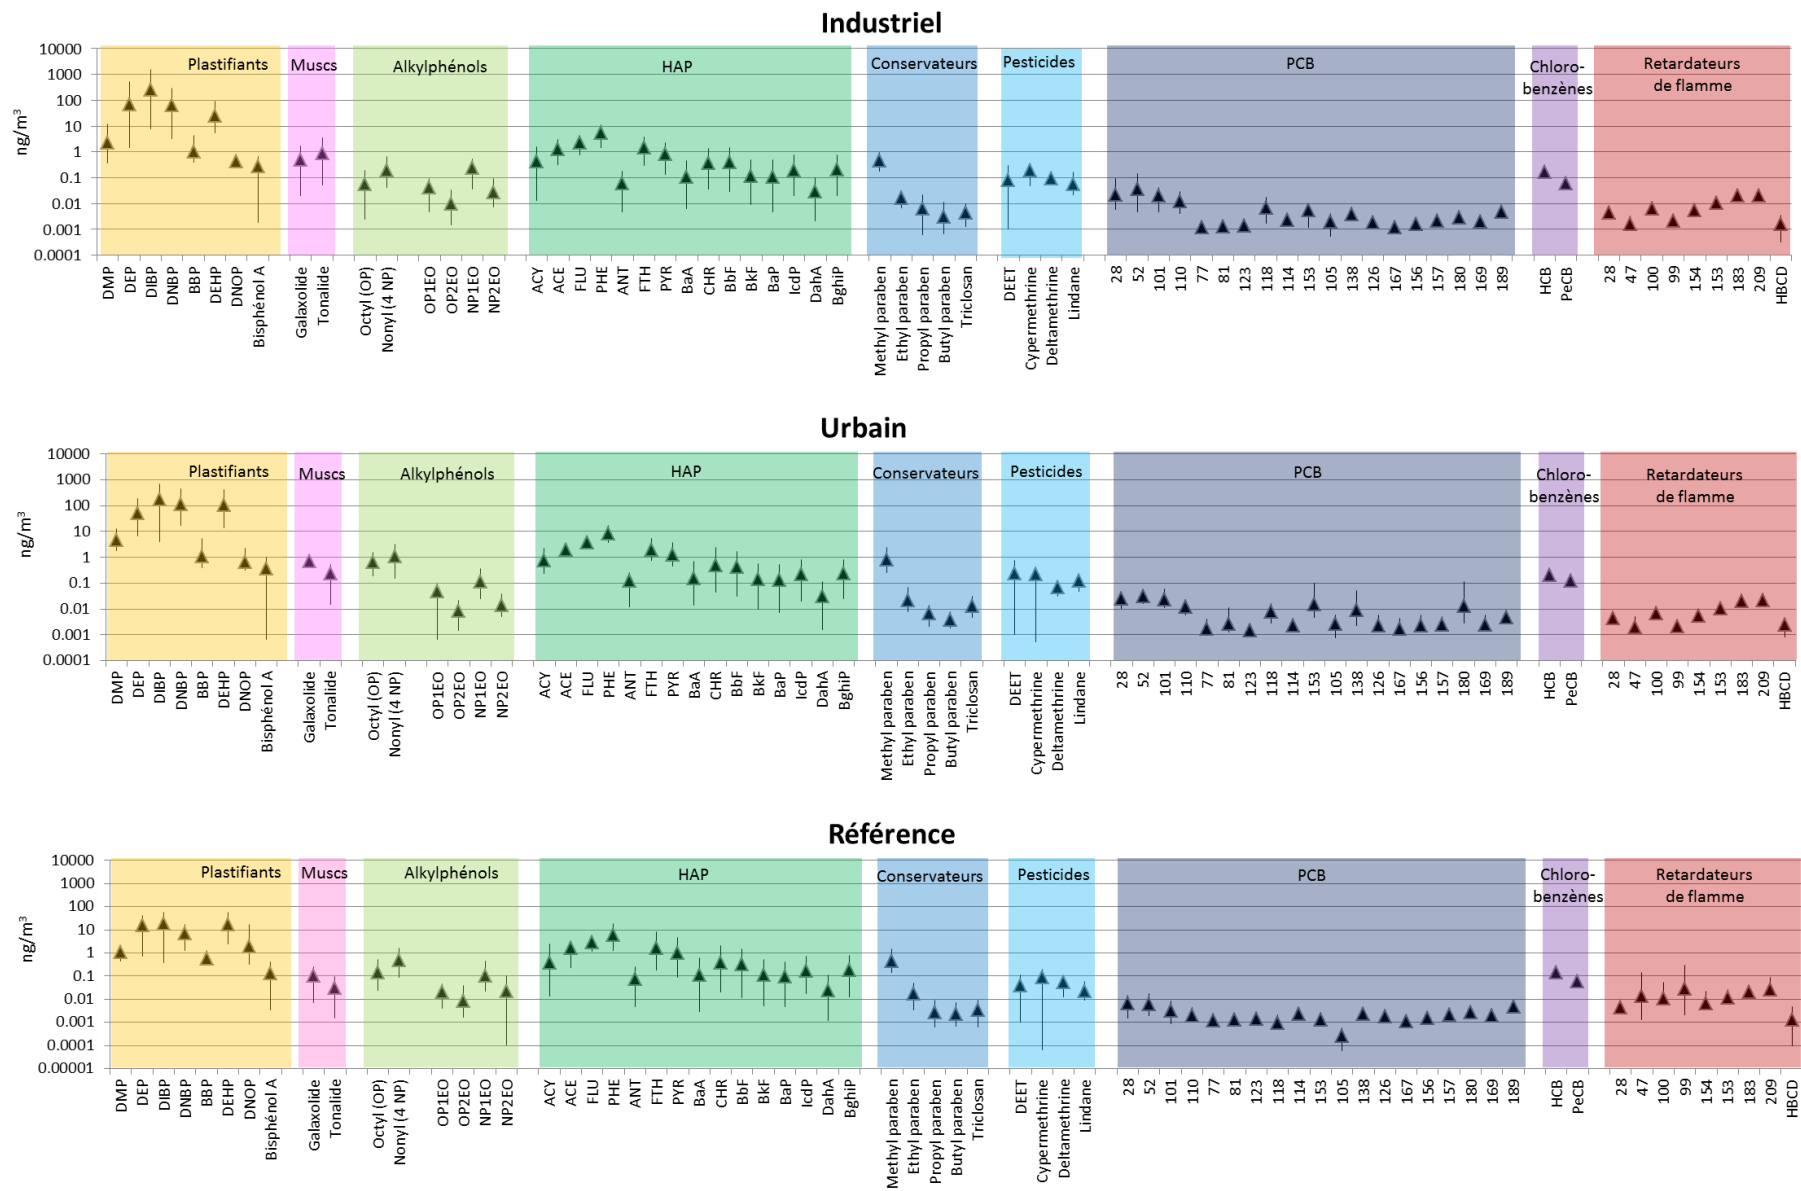 Industriel
10000
1000
100
10
1
0.1
0.01
0.001
0.0001
ng/m³
Plastifiants
Muscs
Alkylphénols
HAP
Conservateurs
Pesticides
PCB
Chloro-
benzènes
Retardateurs
de flamme
DMP
DEP
DIBP
DNBP
BBP
DEHP
DNOP
Bisphénol A
Galaxolide
Tonalide
Octyl (OP)
Nonyl (4 NP)
OP1EO
OP2EO
NP1EO
NP2EO
ACY
ACE
FLU
PHE
ANT
FTH
PYR
BaA
CHR
BbF
BkF
BaP
IcdP
DahA
BghiP
Methyl paraben
Ethyl paraben
Propyl paraben
Butyl paraben
Triclosan
DEET
Cypermethrine
Deltamethrine
Lindane
28
52
101
110
77
81
123
118
114
153
105
138
126
167
156
157
180
169
189
HCB
PeCB
28
47
100
99
154
153
183
209
HBCD
Urbain
10000
1000
100
10
1
0.1
0.01
0.001
0.0001
ng/m³
Plastifiants
Muscs
Alkylphénols
HAP
Conservateurs
Pesticides
PCB
Chloro-
benzènes
Retardateurs
de flamme
DMP
DEP
DIBP
DNBP
BBP
DEHP
DNOP
Bisphénol A
Galaxolide
Tonalide
Octyl (OP)
Nonyl (4 NP)
OP1EO
OP2EO
NP1EO
NP2EO
ACY
ACE
FLU
PHE
ANT
FTH
PYR
BaA
CHR
BbF
BkF
BaP
IcdP
DahA
BghiP
Methyl paraben
Ethyl paraben
Propyl paraben
Butyl paraben
Triclosan
DEET
Cypermethrine
Deltamethrine
Lindane
28
52
101
110
77
81
123
118
114
153
105
138
126
167
156
157
180
169
189
HCB
PeCB
28
47
100
99
154
153
183
209
HBCD
Référence
10000
1000
100
10
1
0.1
0.01
0.001
0.0001
0.00001
ng/m³
Plastifiants
Muscs
Alkylphénols
HAP
Conservateurs
Pesticides
PCB
Chloro-
benzènes
Retardateurs
de flamme
DMP
DEP
DIBP
DNBP
BBP
DEHP
DNOP
Bisphénol A
Galaxolide
Tonalide
Octyl (OP)
Nonyl (4 NP)
OP1EO
OP2EO
NP1EO
NP2EO
ACY
ACE
FLU
PHE
ANT
FTH
PYR
BaA
CHR
BbF
BkF
BaP
IcdP
DahA
BghiP
Methyl paraben
Ethyl paraben
Propyl paraben
Butyl paraben
Triclosan
DEET
Cypermethrine
Deltamethrine
Lindane
28
52
101
110
77
81
123
118
114
153
105
138
126
167
156
157
180
169
189
HCB
PeCB
28
47
100
99
154
153
183
209
HBCD